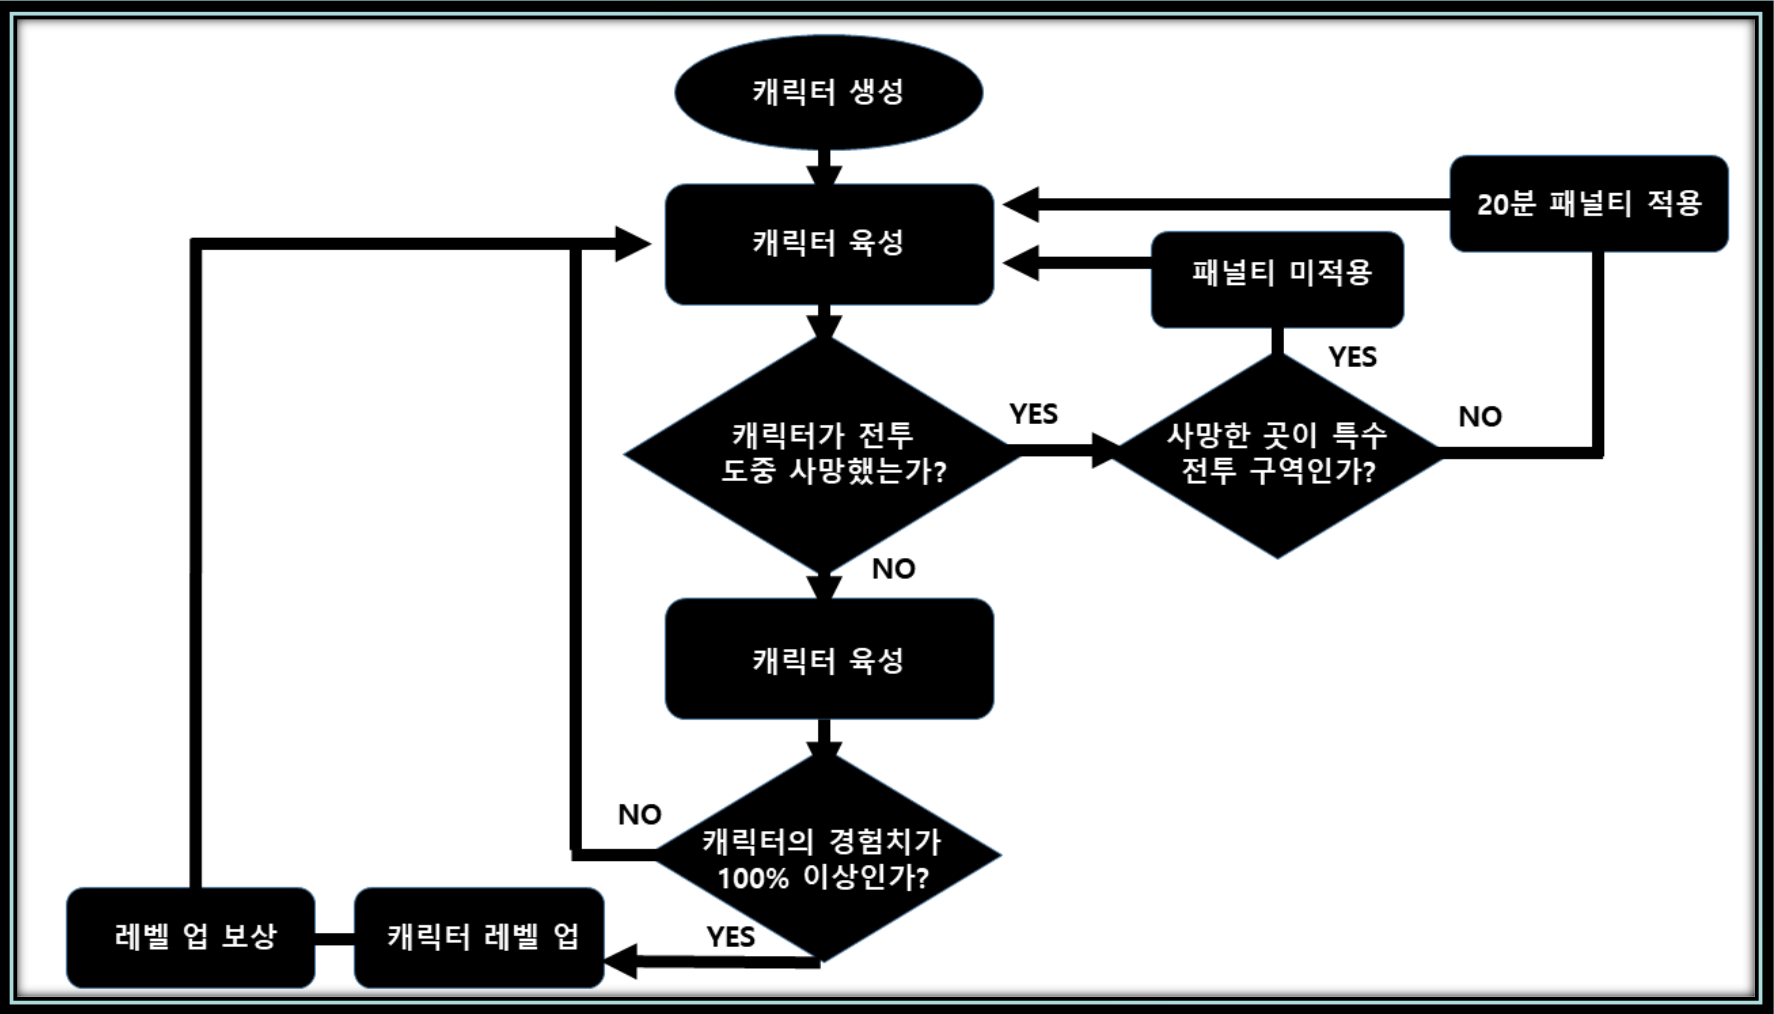 캐릭터 생성
20분 패널티 적용
캐릭터 육성
패널티 미적용
YES
YES
NO
캐릭터가 전투
도중 사망했는가?
사망한 곳이 특수
전투 구역인가?
NO
캐릭터 육성
NO
캐릭터의 경험치가
100% 이상인가?
YES
레벨 업 보상
캐릭터 레벨 업